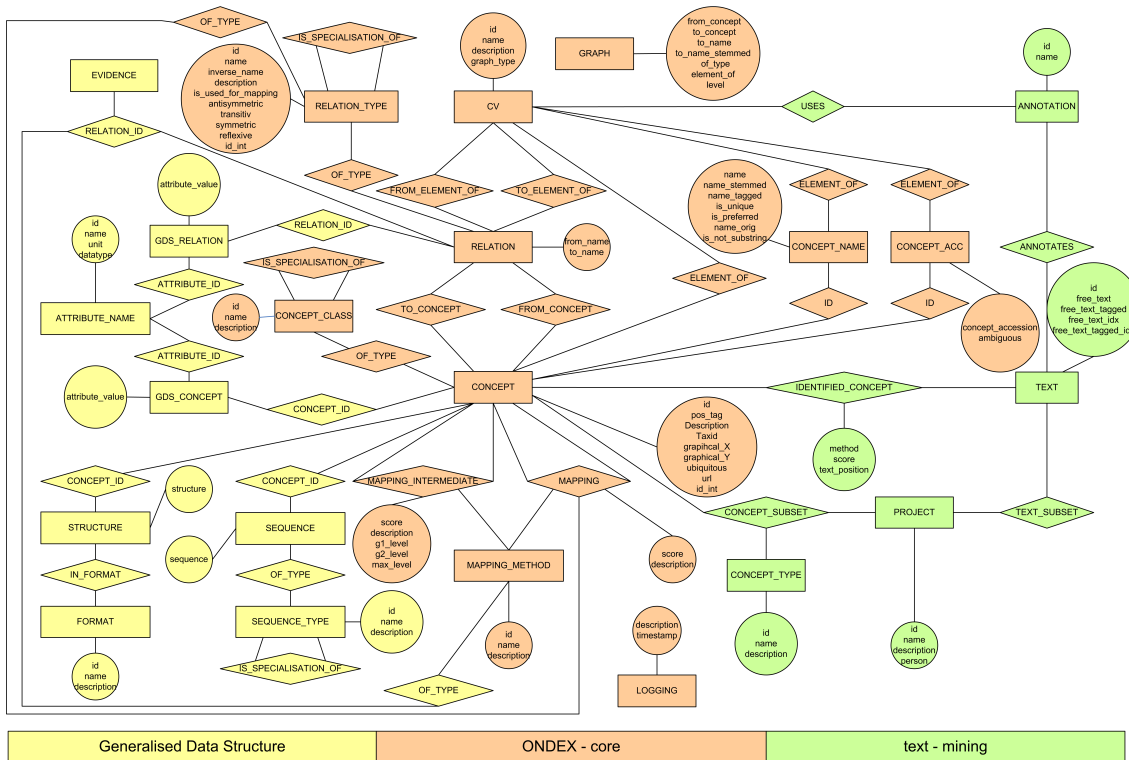 OF_TYPE
IS_SPECIALISATION_OF
id
name
description
graph_type
GRAPH
from_concept
to_concept
to_name
to_name_stemmed
of_type
element_of
level
id
name
EVIDENCE
id
name
inverse_name
description
is_used_for_mapping
antisymmetric
transitiv
symmetric
reflexive
id_int
RELATION_TYPE
CV
USES
ANNOTATION
RELATION_ID
OF_TYPE
FROM_ELEMENT_OF
TO_ELEMENT_OF
name
name_stemmed
name_tagged
is_unique
is_preferred
name_orig
is_not_substring
ELEMENT_OF
ELEMENT_OF
attribute_value
RELATION_ID
id
name
unit
datatype
GDS_RELATION
RELATION
from_name
to_name
CONCEPT_NAME
CONCEPT_ACC
ANNOTATES
IS_SPECIALISATION_OF
ATTRIBUTE_ID
ELEMENT_OF
id
free_text
free_text_tagged
free_text_idx
free_text_tagged_id
ATTRIBUTE_NAME
id
name
description
CONCEPT_CLASS
TO_CONCEPT
FROM_CONCEPT
ID
ID
concept_accession
ambiguous
ATTRIBUTE_ID
OF_TYPE
attribute_value
GDS_CONCEPT
CONCEPT_ID
CONCEPT
IDENTIFIED_CONCEPT
TEXT
id
pos_tag
Description
Taxid
grapihcal_X
graphical_Y
ubiquitous
url
id_int
method
score
text_position
CONCEPT_ID
structure
CONCEPT_ID
MAPPING_INTERMEDIATE
MAPPING
STRUCTURE
SEQUENCE
score
description
g1_level
g2_level
max_level
CONCEPT_SUBSET
PROJECT
TEXT_SUBSET
sequence
score
description
IN_FORMAT
OF_TYPE
MAPPING_METHOD
CONCEPT_TYPE
FORMAT
SEQUENCE_TYPE
id
name
description
id
name
description
description
timestamp
id
name
description
id
name
description
person
id
name
description
IS_SPECIALISATION_OF
OF_TYPE
LOGGING
Generalised Data Structure
ONDEX - core
text - mining